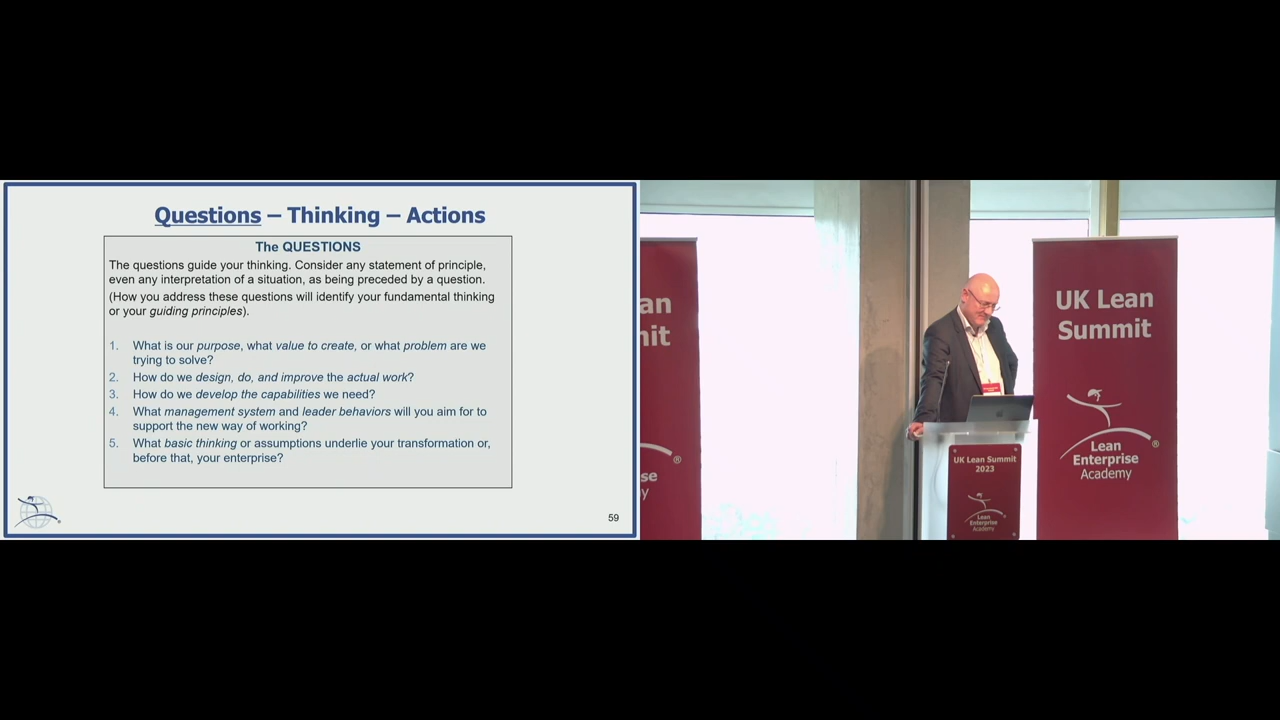 Questions – Thinking – Actions
The QUESTIONS
The questions guide your thinking. Consider any statement of principle,
even any interpretation of a situation, as being preceded by a question.
(How you address these questions will identify your fundamental thinking
or your guiding principles).
1. What is our purpose, what value to create, or what problem are we
trying to solve?
2. How do we design, do, and improve the actual work?
3. How do we develop the capabilities we need?
4. What management system and leader behaviors will you aim for to
support the new way of working?
5. What basic thinking or assumptions underlie your transformation or,
before that, your enterprise?
59
an
nit
se
®
y
UK Lean Summit
2023
Lean
Enterprise
Academy
UK Lean
Summit
Lean
Enterprise ®
Academy